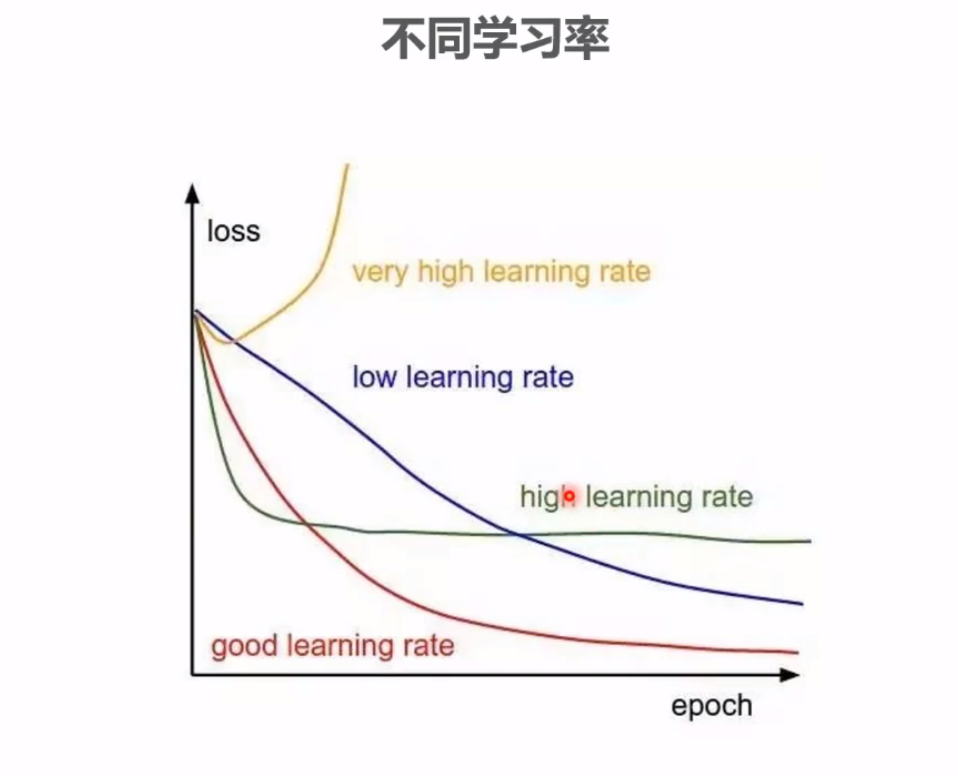 不同学习率
loss
very high learning rate
low learning rate
high learning rate
good learning rate
epoch